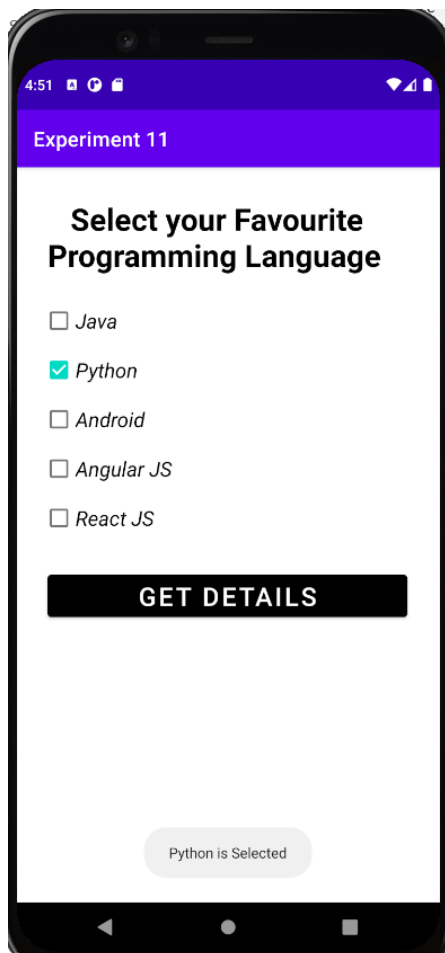 4:51
Experiment 11
Select your Favourite
Programming Language
Java
Python
Android
Angular JS
React JS
GET DETAILS
Python is Selected